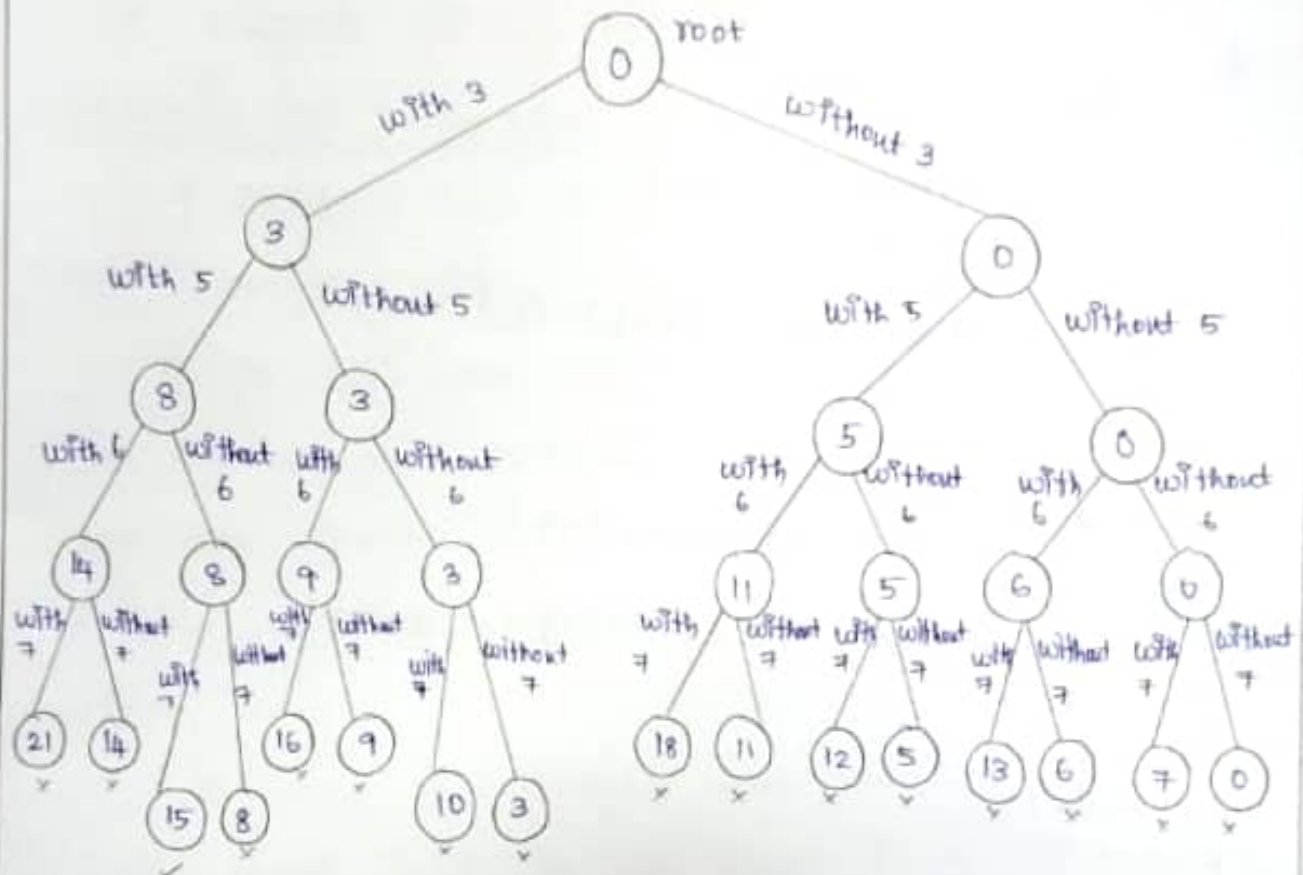 root
0
with 3
without 3
3
0
with 5
without 5
with 5
without 5
8
3
5
0
with 6
without 6
with 6
without 6
with 6
without 6
with 6
without 6
14
8
9
3
11
5
6
0
with 7
without 7
with 7
without 7
with 7
without 7
with 7
without 7
with 7
without 7
with 7
without 7
with 7
without 7
with 7
without 7
21
14
15
8
16
9
10
3
18
11
12
5
13
6
7
0